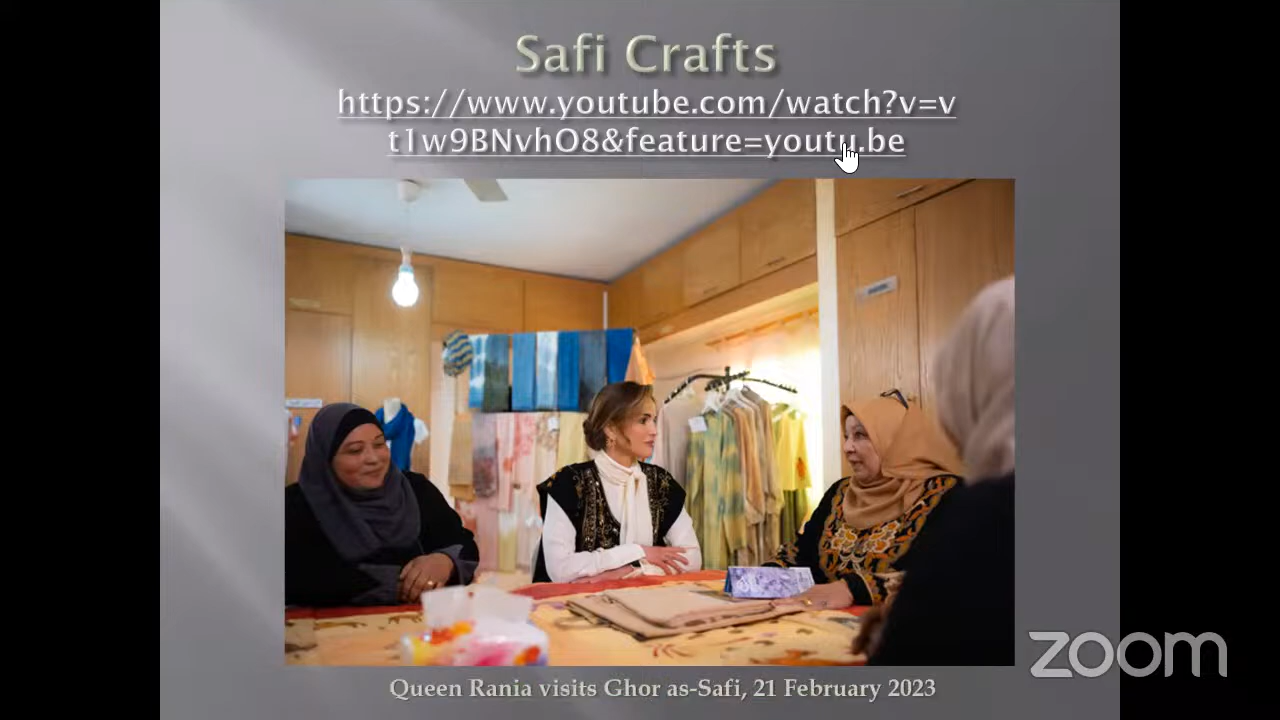 Safi Crafts
https://www.youtube.com/watch?v=v
t1w9BNvhO8&feature=youtu.be
Queen Rania visits Ghor as-Safi, 21 February 2023
zoom